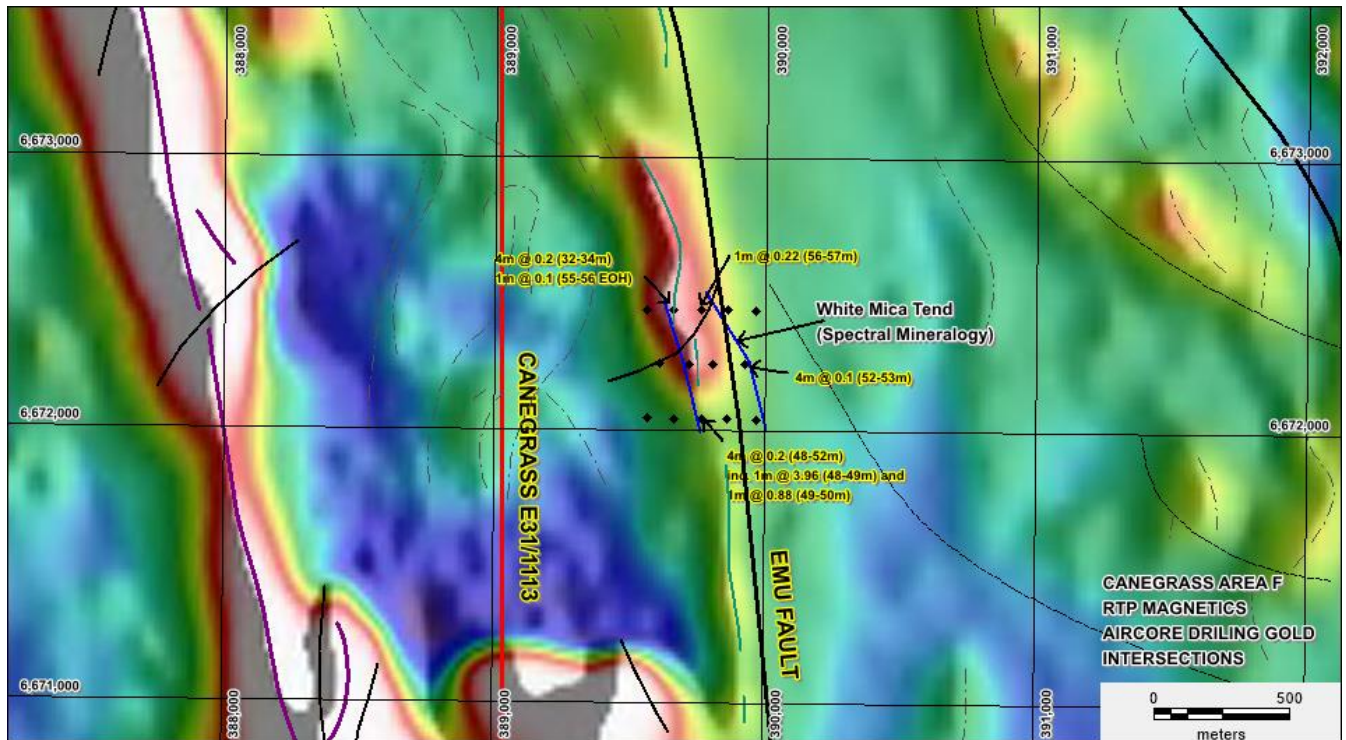 388,000
389,000
390,000
391,000
392,000
6,673,000
6,673,000
4m @ 0.2 (32-34m)
1m @ 0.1 (55-56 EOH)
1m @ 0.22 (56-57m)
White Mica Tend
(Spectral Mineralogy)
4m @ 0.1 (52-53m)
CANEGRASS E31/1113
6,672,000
6,672,000
4m @ 0.2 (48-52m)
inc 1m @ 3.96 (48-49m) and
1m @ 0.88 (49-50m)
EMU FAULT
CANEGRASS AREA F
RTP MAGNETICS
AIRCORE DRILING GOLD
INTERSECTIONS
6,671,000
388,000
389,000
390,000
391,000
0 500
meters